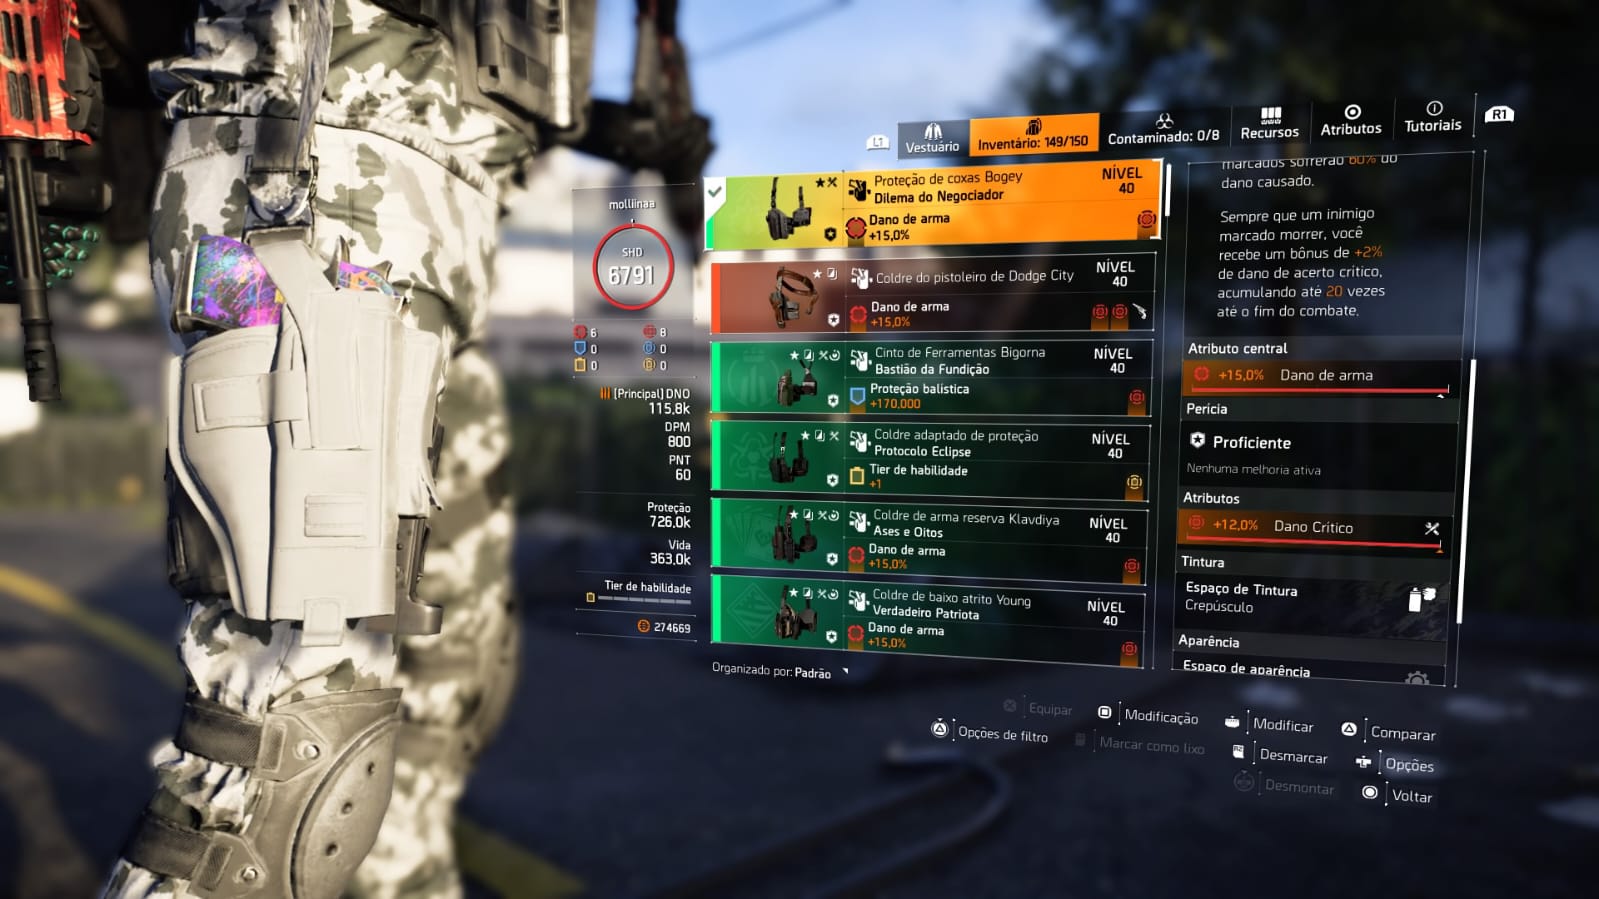 L1
Vestuário
Inventário: 149/150
Contaminado: 0/8
Recursos
Atributos
Tutoriais
R1
molliinaa
SHD
6791
6 8
0 0
0 0
[Principal] DNO
115,8k
DPM
800
PNT
60
Proteção
726,0k
Vida
363,0k
Tier de habilidade
274669
Proteção de coxas Bogey
Dilema do Negociador
NÍVEL
40
Dano de arma
+15,0%
Coldre do pistoleiro de Dodge City
NÍVEL
40
Dano de arma
+15,0%
Cinto de Ferramentas Bigorna
Bastião da Fundição
NÍVEL
40
Proteção balística
+170,000
Coldre adaptado de proteção
Protocolo Eclipse
NÍVEL
40
Tier de habilidade
+1
Coldre de arma reserva Klavdiya
Ases e Oitos
NÍVEL
40
Dano de arma
+15,0%
Coldre de baixo atrito Young
Verdadeiro Patriota
NÍVEL
40
Dano de arma
+15,0%
Organizado por: Padrão
marcados sofrerão 60% do
dano causado.
Sempre que um inimigo
marcado morrer, você
recebe um bônus de +2%
de dano de acerto crítico,
acumulando até 20 vezes
até o fim do combate.
Atributo central
+15,0% Dano de arma
Perícia
Proficiente
Nenhuma melhoria ativa
Atributos
+12,0% Dano Crítico
Tintura
Espaço de Tintura
Crepúsculo
Aparência
Espaço de aparência
Equipar
Modificação
Modificar
Comparar
Opções de filtro
Marcar como lixo
R2
Desmarcar
Opções
Desmontar
Voltar